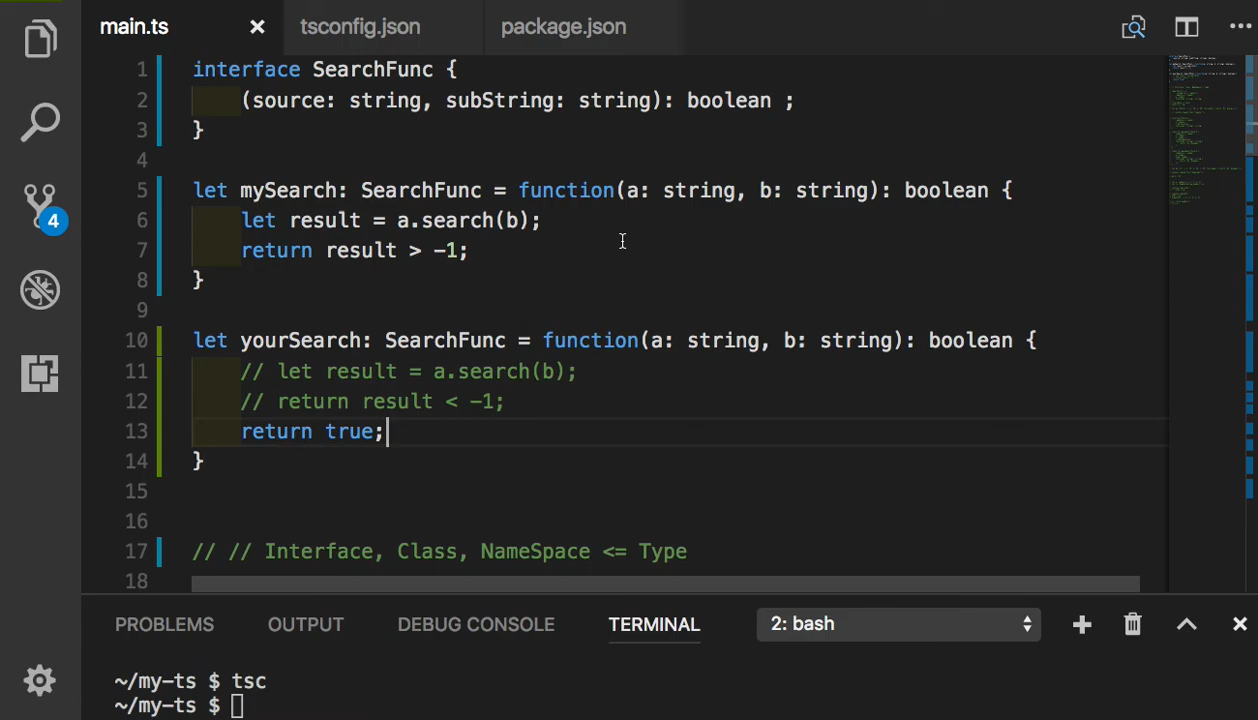 main.ts tsconfig.json package.json
1 interface SearchFunc {
2 (source: string, subString: string): boolean ;
3 }
4
5 let mySearch: SearchFunc = function(a: string, b: string): boolean {
6 let result = a.search(b);
7 return result > -1;
8 }
9
10 let yourSearch: SearchFunc = function(a: string, b: string): boolean {
11 // let result = a.search(b);
12 // return result < -1;
13 return true;
14 }
15
16
17 // // Interface, Class, NameSpace <= Type
18
4
PROBLEMS OUTPUT DEBUG CONSOLE TERMINAL 2: bash
~/my-ts $ tsc
~/my-ts $